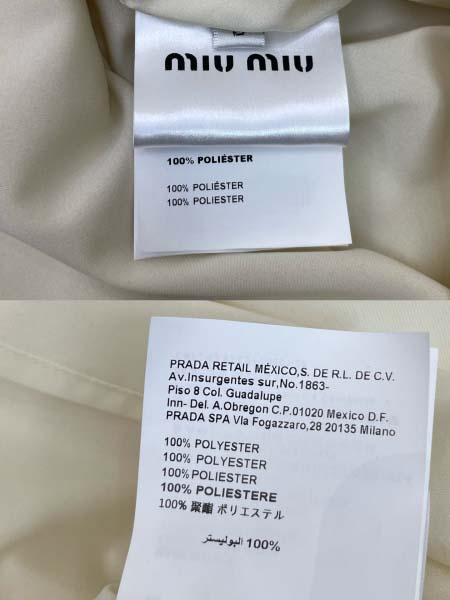 miu miu
100% POLIÉSTER
100% POLIÉSTER
100% POLIESTER
PRADA RETAIL MÉXICO,S. DE R.L. DE C.V.
Av.Insurgentes sur,No.1863-
Piso 8 Col. Guadalupe
Inn- Del. A.Obregon C.P.01020 Mexico D.F.
PRADA SPA VIa Fogazzaro,28 20135 Milano
100% POLYESTER
100% POLYESTER
100% POLIESTER
100% POLIESTERE
100% 聚酯 ポリエステル
100% البوليستر